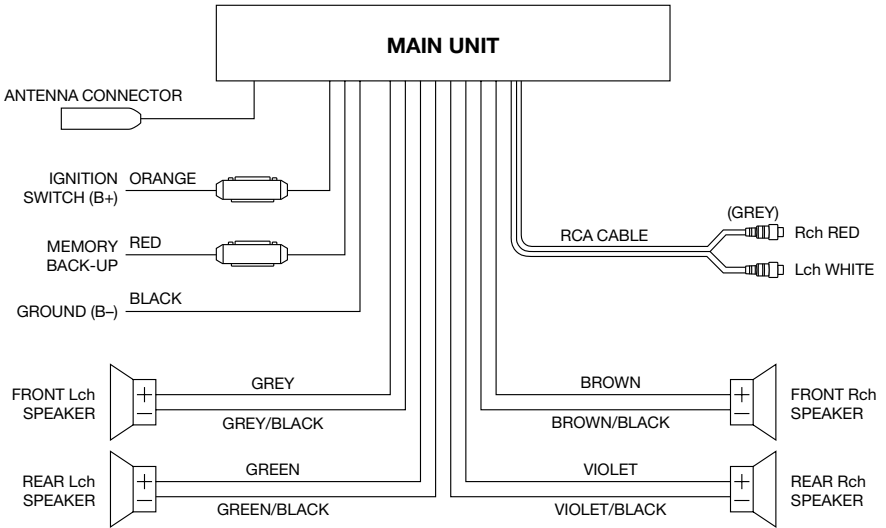 MAIN UNIT
ANTENNA CONNECTOR
IGNITION
SWITCH (B+)
ORANGE
MEMORY
BACK-UP
RED
GROUND (B–)
BLACK
RCA CABLE
(GREY)
Rch RED
Lch WHITE
FRONT Lch
SPEAKER
+
–
GREY
GREY/BLACK
BROWN
BROWN/BLACK
+
–
FRONT Rch
SPEAKER
REAR Lch
SPEAKER
+
–
GREEN
GREEN/BLACK
VIOLET
VIOLET/BLACK
+
–
REAR Rch
SPEAKER